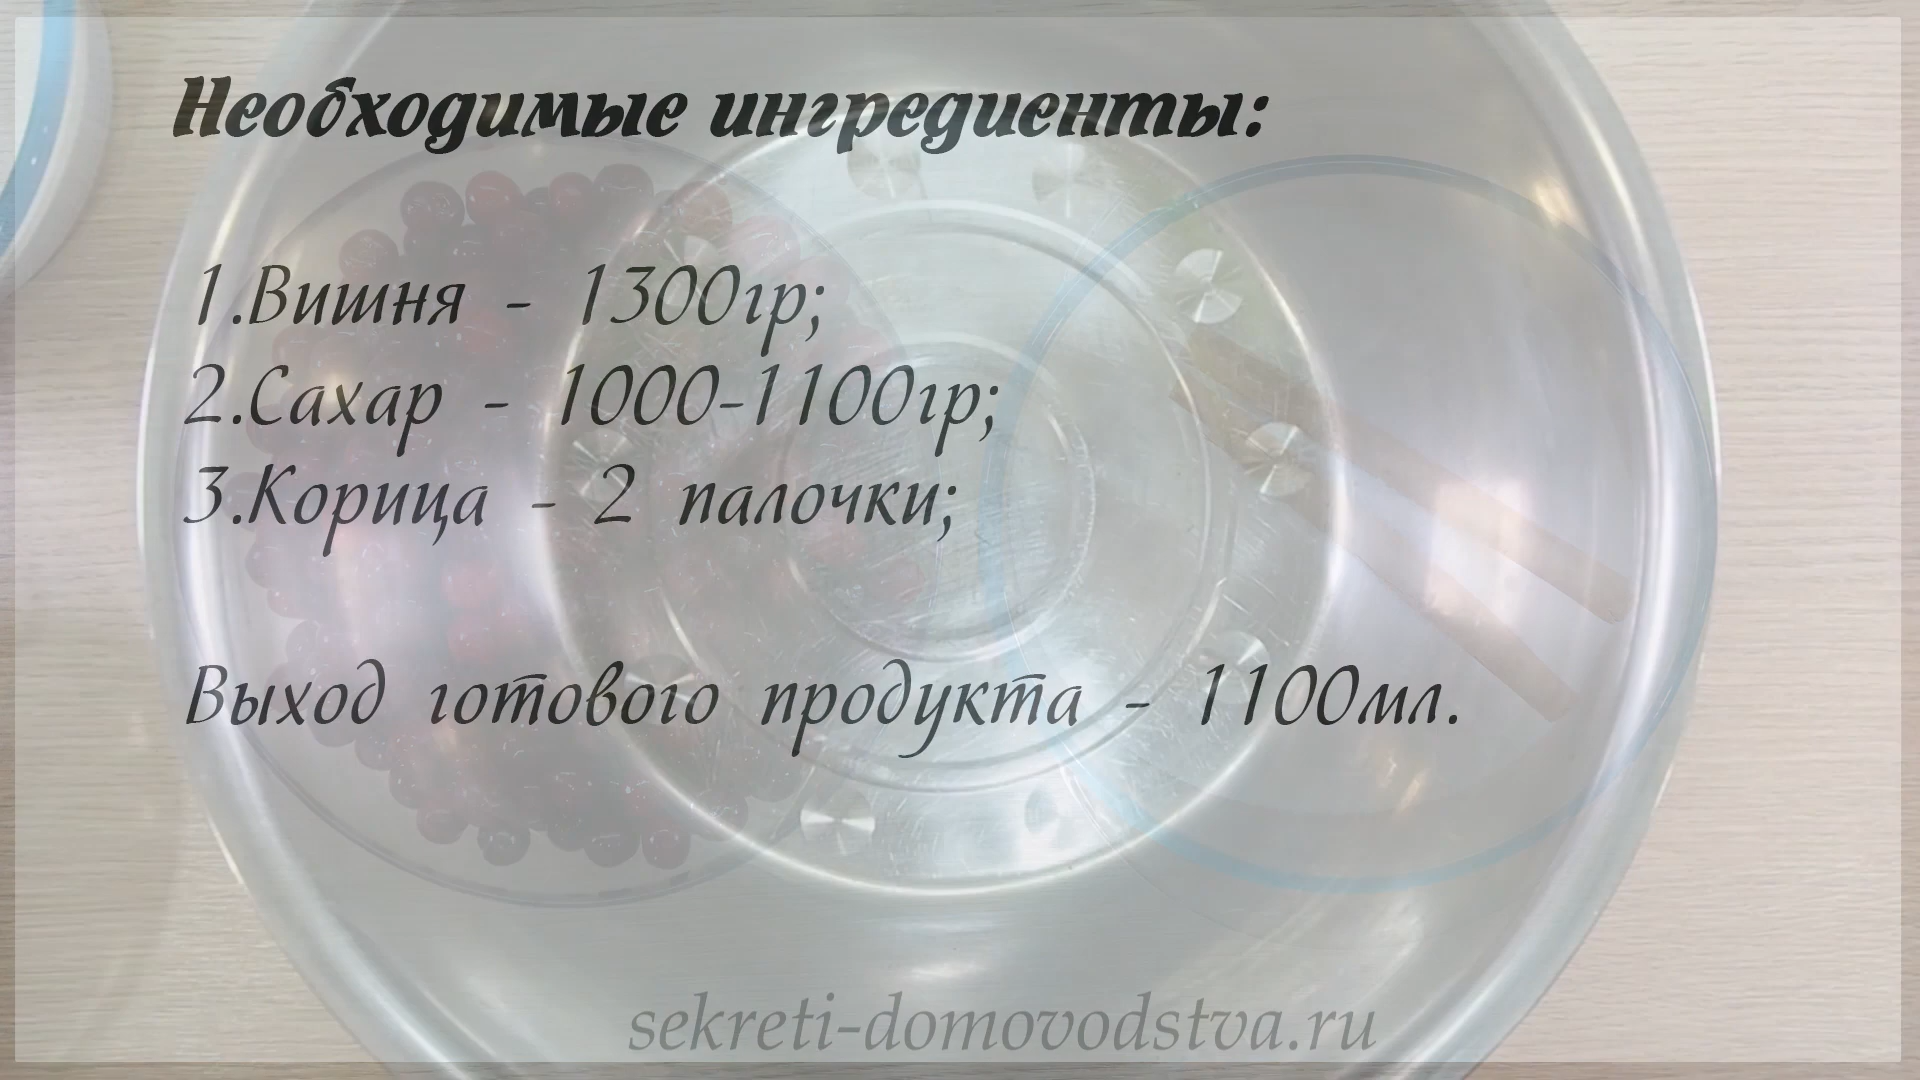 Необходимые ингредиенты:
1.Вишня - 1300гр;
2.Сахар - 1000-1100гр;
3.Корица - 2 палочки;
Выход готового продукта - 1100мл.
sekreti-domovodstva.ru